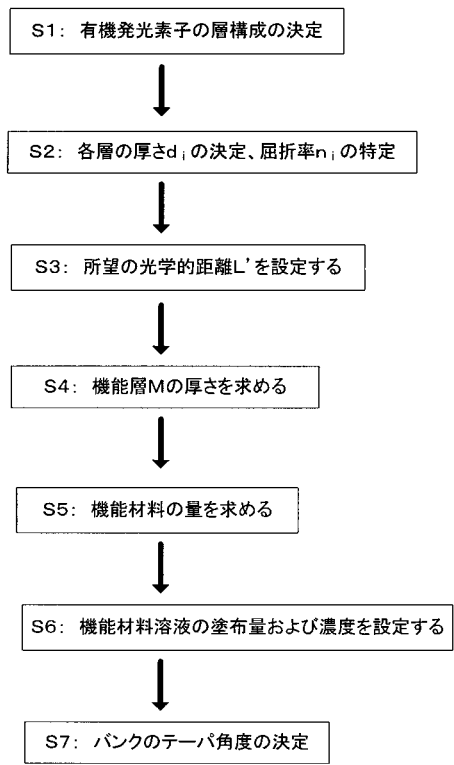 S1: 有機発光素子の層構成の決定
S2: 各層の厚さdiの決定、屈折率niの特定
S3: 所望の光学的距離L'を設定する
S4: 機能層Mの厚さを求める
S5: 機能材料の量を求める
S6: 機能材料溶液の塗布量および濃度を設定する
S7: バンクのテーパ角度の決定